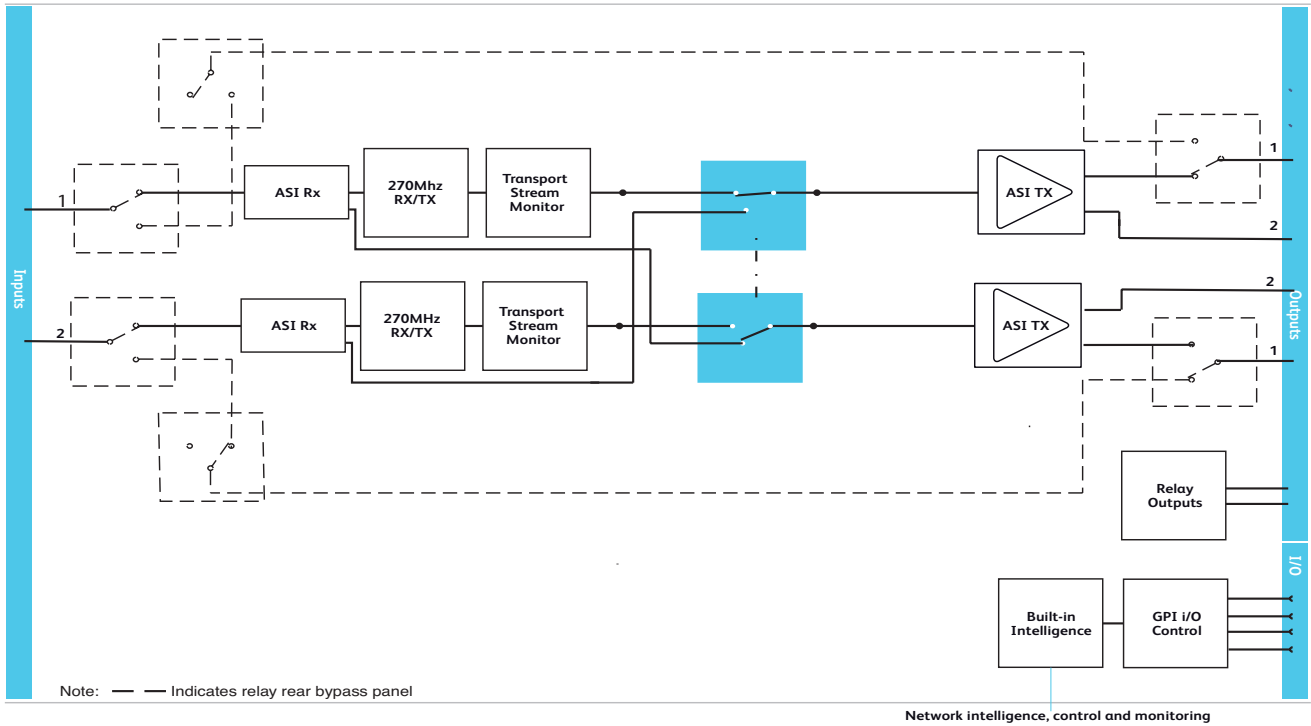 Inputs
1
2
ASI Rx
270Mhz
RX/TX
Transport
Stream
Monitor
ASI TX
1
2
ASI Rx
270MHz
RX/TX
Transport
Stream
Monitor
ASI TX
2
1
Outputs
Relay
Outputs
I/O
Built-in
Intelligence
GPI i/O
Control
Note: — — Indicates relay rear bypass panel
Network intelligence, control and monitoring